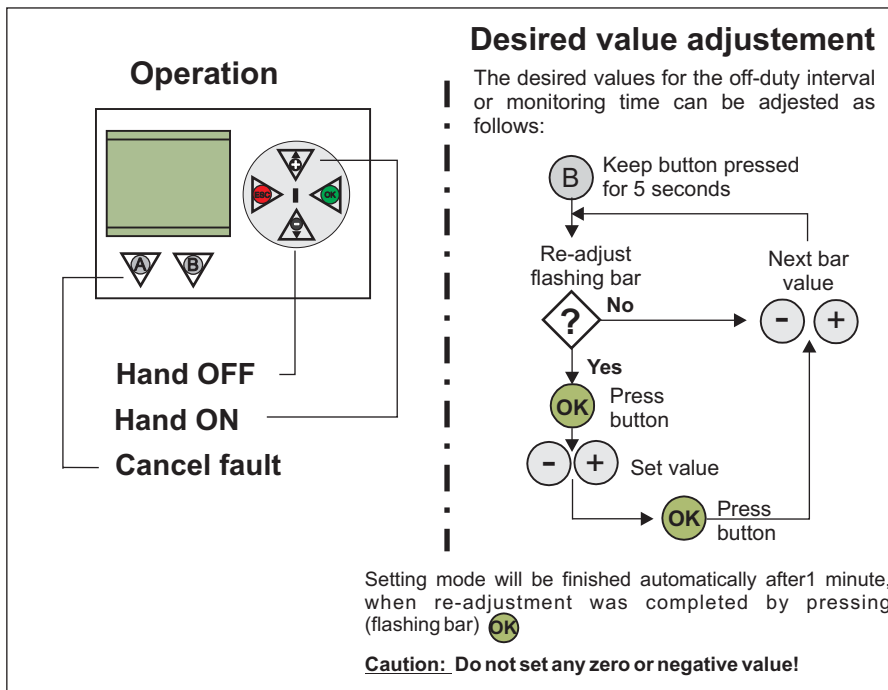 Operation
ESC
OK
A
B
Hand OFF
Hand ON
Cancel fault
Desired value adjustement
The desired values for the off-duty interval
or monitoring time can be adjested as
follows:
B
Keep button pressed
for 5 seconds
Re-adjust
flashing bar
?
No
Next bar
value
- +
Yes
OK
Press
button
- +
Set value
OK
Press
button
Setting mode will be finished automatically after1 minute,
when re-adjustment was completed by pressing
(flashing bar) OK
Caution: Do not set any zero or negative value!